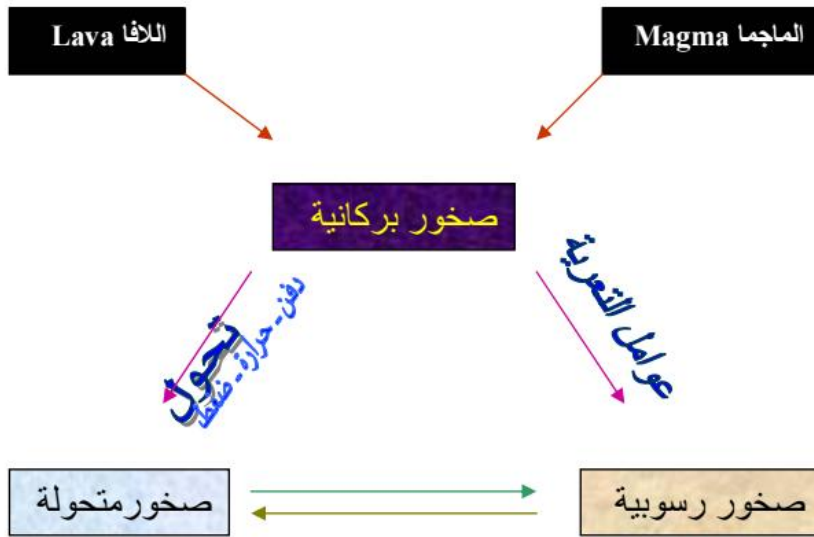 الماجما Magma
اللافا Lava
صخور بركانية
عوامل التعرية
تحول
دفن - حرارة - ضغط
صخور رسوبية
صخورمتحولة